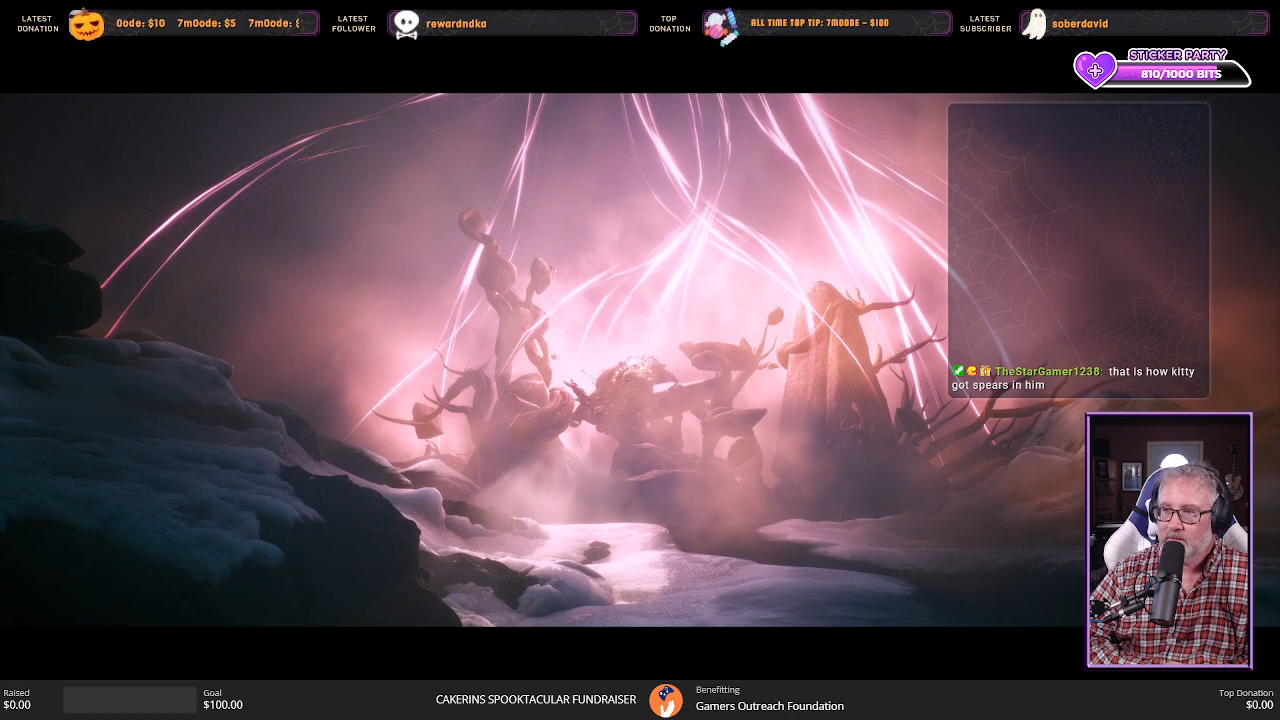 LATEST
DONATION
0ode: $10 7m0ode: $5 7m0ode:
LATEST
FOLLOWER
rewardndka
TOP
DONATION
ALL TIME TOP TIP: 7M00DE - $100
LATEST
SUBSCRIBER
soberdavid
STICKER PARTY
810/1000 BITS
TheStarGamer1238: that is how kitty
got spears in him
Raised
$0.00
Goal
$100.00
CAKERINS SPOOKTACULAR FUNDRAISER
Benefitting
Gamers Outreach Foundation
Top Donation
$0.00